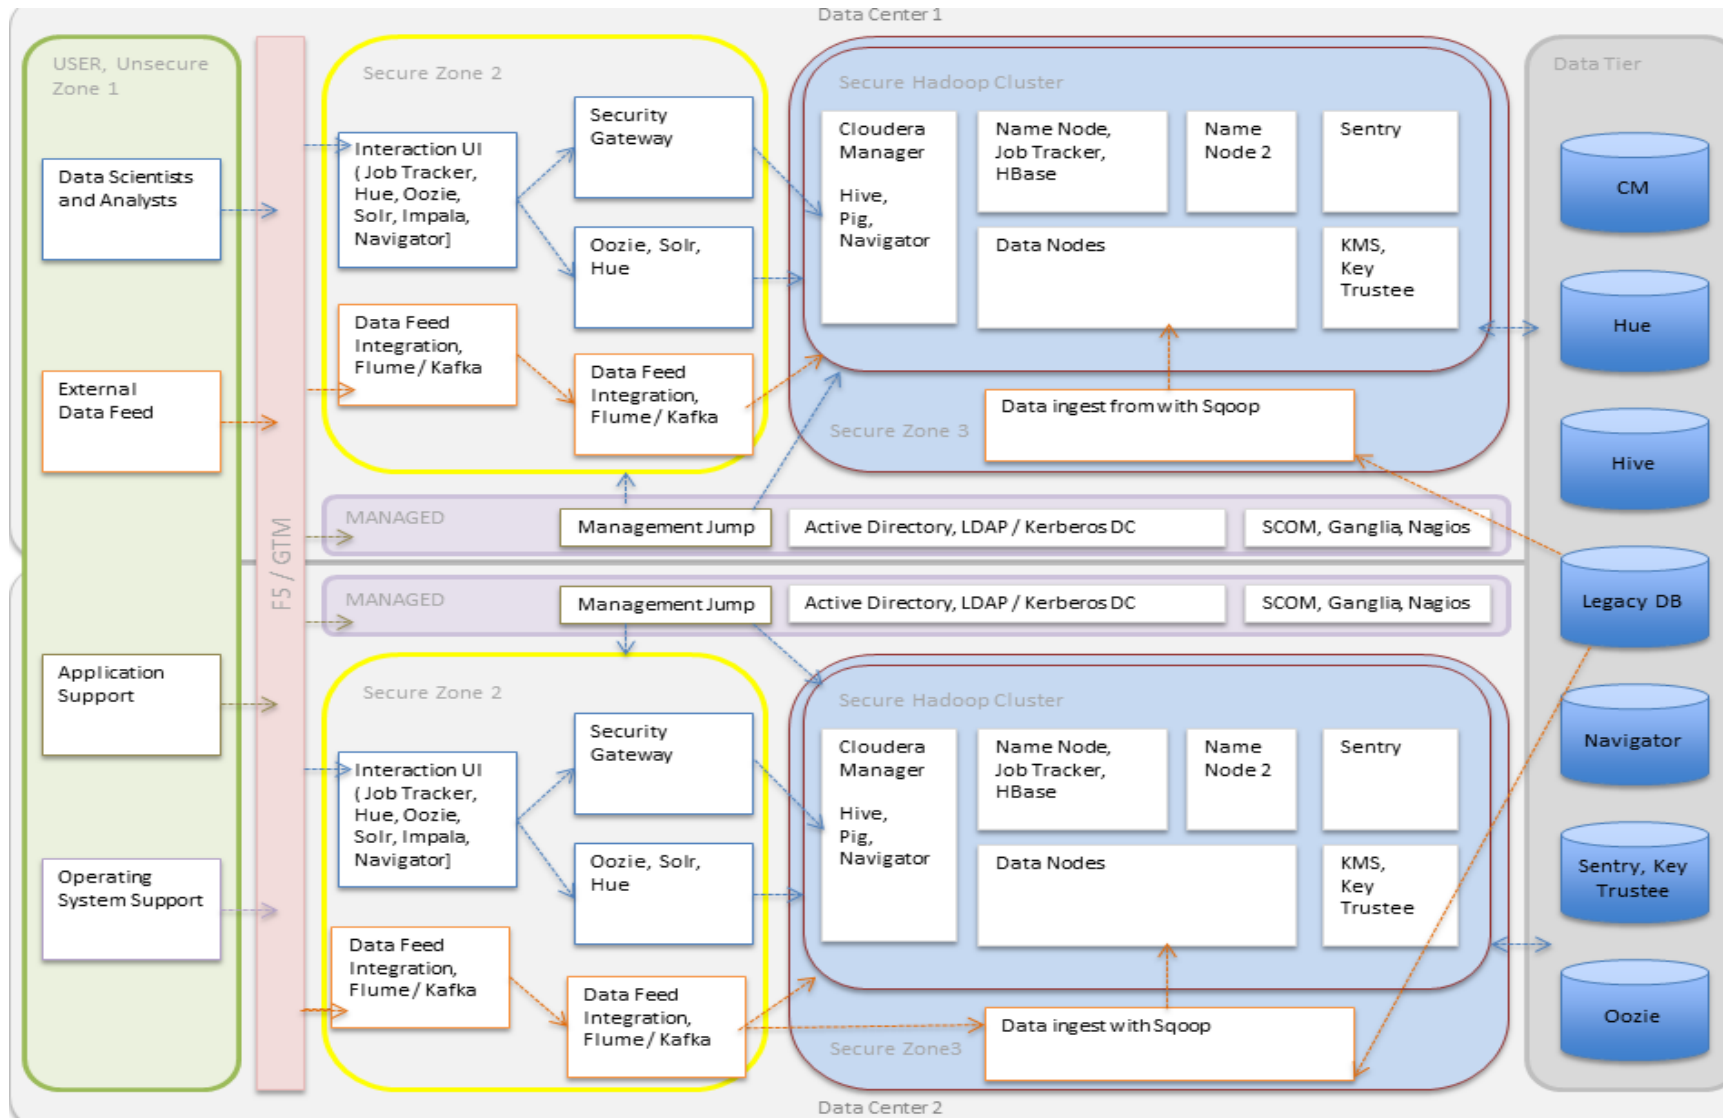 Data Center 1
USER, Unsecure
Zone 1
Data Scientists
and Analysts
External
Data Feed
Application
Support
Operating
System Support
F5 / GTM
Secure Zone 2
Interaction UI
( Job Tracker,
Hue, Oozie,
Solr, Impala,
Navigator]
Security
Gateway
Oozie, Solr,
Hue
Data Feed
Integration,
Flume / Kafka
Data Feed
Integration,
Flume / Kafka
Secure Hadoop Cluster
Cloudera
Manager
Hive,
Pig,
Navigator
Name Node,
Job Tracker,
HBase
Name
Node 2
Sentry
Data Nodes
KMS,
Key
Trustee
Data ingest from with Sqoop
Secure Zone 3
MANAGED
Management Jump
Active Directory, LDAP / Kerberos DC
SCOM, Ganglia, Nagios
MANAGED
Management Jump
Active Directory, LDAP / Kerberos DC
SCOM, Ganglia, Nagios
Secure Zone 2
Interaction UI
( Job Tracker,
Hue, Oozie,
Solr, Impala,
Navigator]
Security
Gateway
Oozie, Solr,
Hue
Data Feed
Integration,
Flume / Kafka
Data Feed
Integration,
Flume / Kafka
Secure Hadoop Cluster
Cloudera
Manager
Hive,
Pig,
Navigator
Name Node,
Job Tracker,
HBase
Name
Node 2
Sentry
Data Nodes
KMS,
Key
Trustee
Data ingest with Sqoop
Secure Zone3
Data Tier
CM
Hue
Hive
Legacy DB
Navigator
Sentry, Key
Trustee
Oozie
Data Center 2